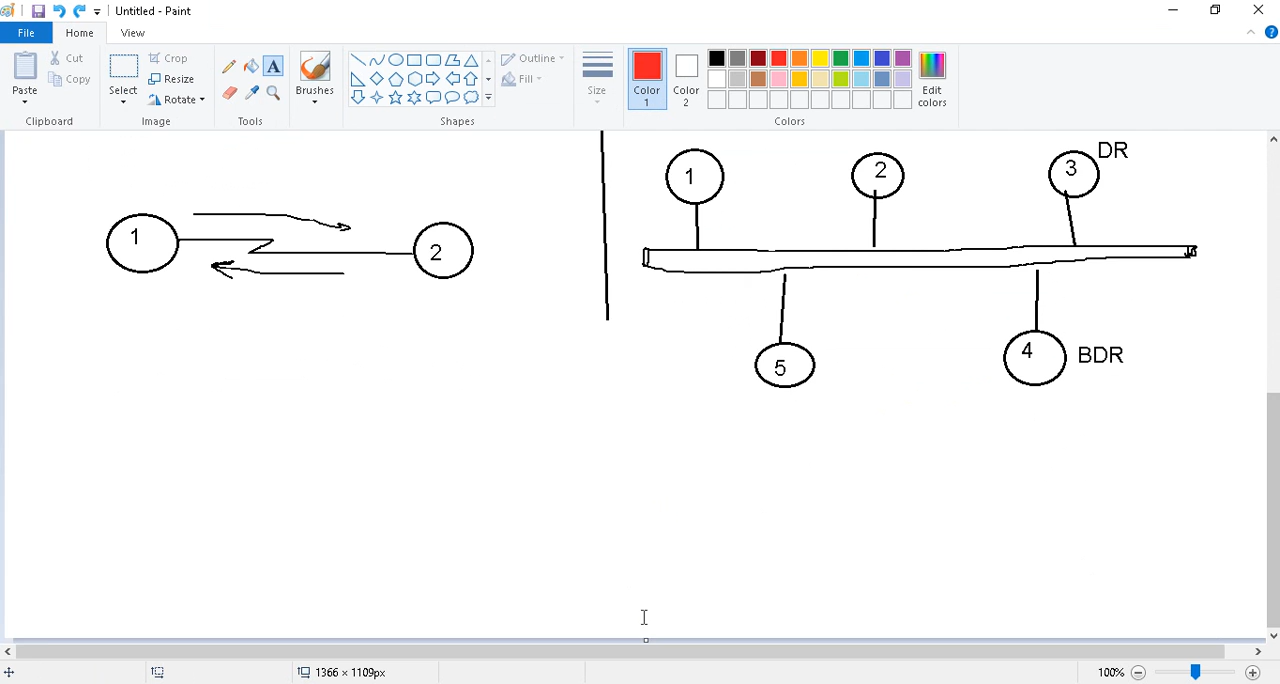 Untitled - Paint
File
Home
View
Paste
Cut
Copy
Clipboard
Select
Crop
Resize
Rotate
Image
A
Tools
Brushes
Outline
Fill
Shapes
Size
Color
1
Color
2
Edit
colors
Colors
1
2
1
2
3
DR
5
4
BDR
1366 × 1109px
100%